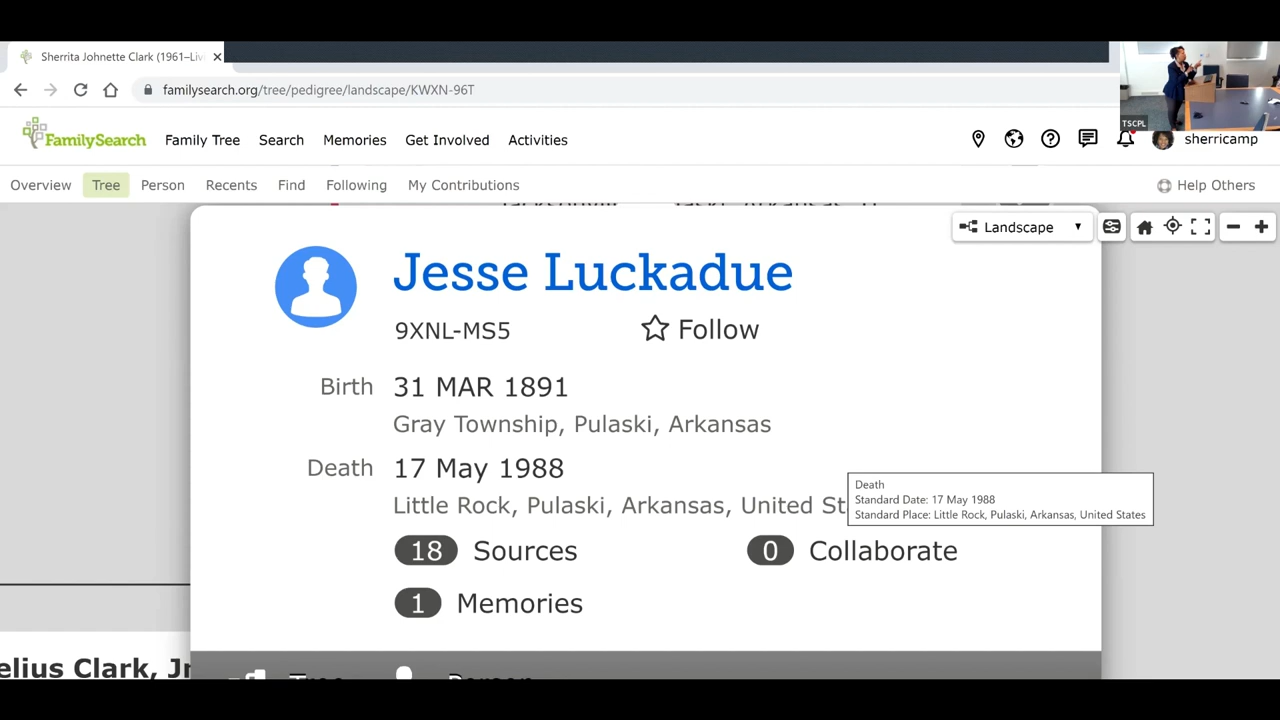 Sherrita Johnette Clark (1961–Livi
familysearch.org/tree/pedigree/landscape/KWXN-96T
TSCPL
FamilySearch Family Tree Search Memories Get Involved Activities sherricamp
Overview Tree Person Recents Find Following My Contributions Help Others
Landscape
Jesse Luckadue
9XNL-MS5 Follow
Birth 31 MAR 1891
Gray Township, Pulaski, Arkansas
Death 17 May 1988
Little Rock, Pulaski, Arkansas, United St
Death
Standard Date: 17 May 1988
Standard Place: Little Rock, Pulaski, Arkansas, United States
18 Sources 0 Collaborate
1 Memories
elius Clark, Jr
Tree Person